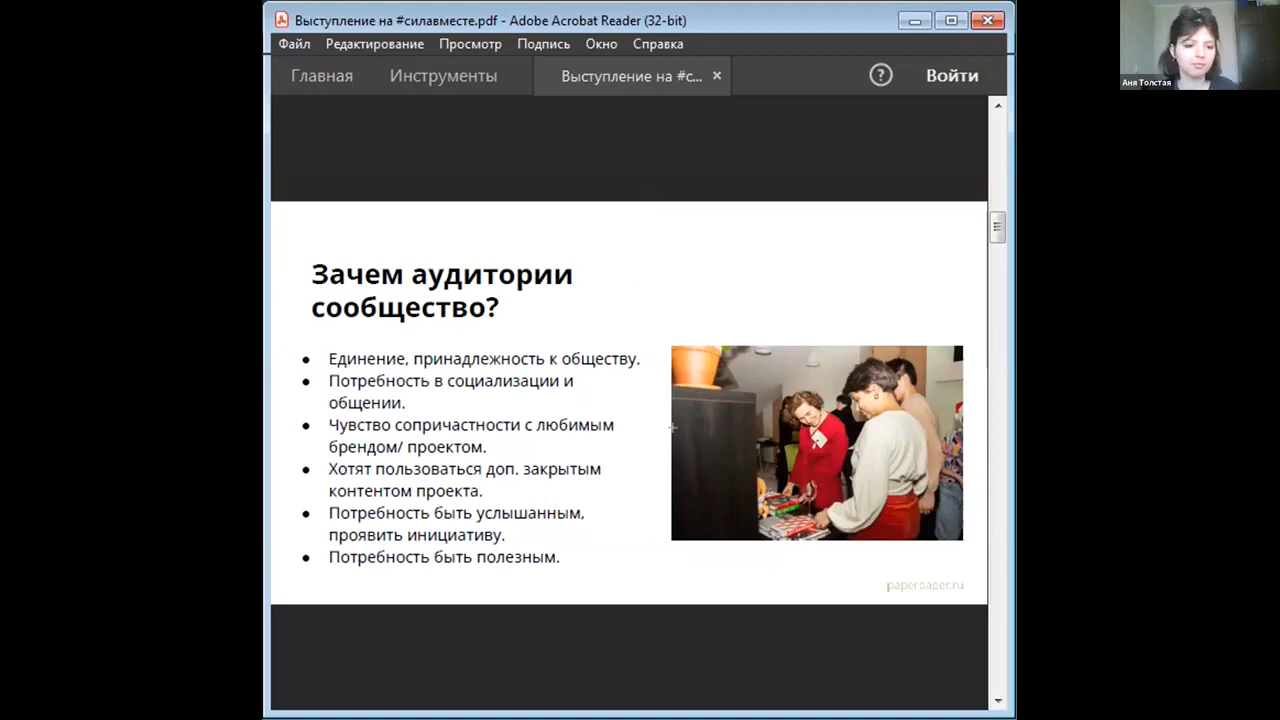 Выступление на #силавместе.pdf - Adobe Acrobat Reader (32-bit)
Файл Редактирование Просмотр Подпись Окно Справка
Главная Инструменты Выступление на #с... × ? Войти
Аня Толстая
Зачем аудитории
сообщество?
● Единение, принадлежность к обществу.
● Потребность в социализации и
общении.
● Чувство сопричастности с любимым
брендом/ проектом.
● Хотят пользоваться доп. закрытым
контентом проекта.
● Потребность быть услышанным,
проявить инициативу.
● Потребность быть полезным.
paperpaper.ru